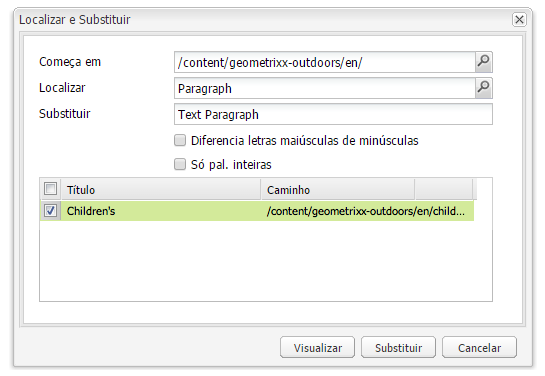 Localizar e Substituir
Começa em /content/geometrixx-outdoors/en/
Localizar Paragraph
Substituir Text Paragraph
Diferencia letras maiúsculas de minúsculas
Só pal. inteiras
Título Caminho
Children's /content/geometrixx-outdoors/en/child...
Visualizar Substituir Cancelar